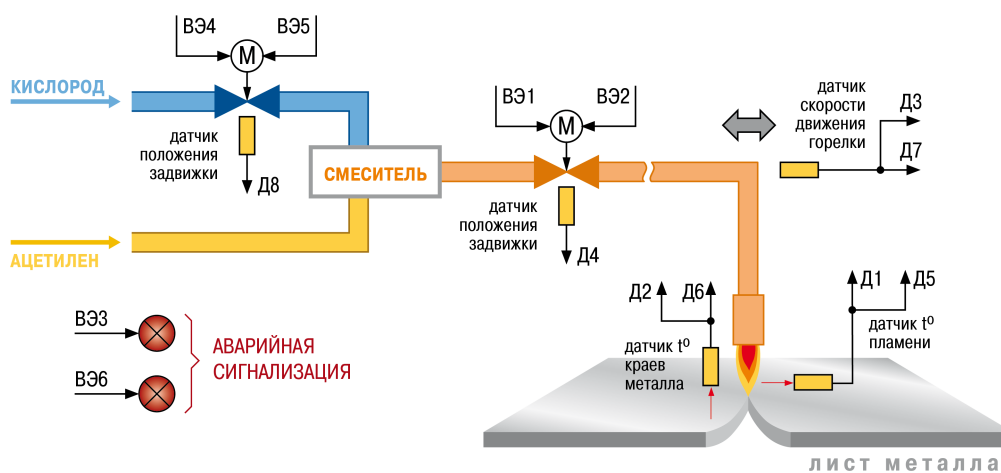 ВЭ4
ВЭ5
М
КИСЛОРОД
датчик
положения
задвижки
Д8
СМЕСИТЕЛЬ
АЦЕТИЛЕН
ВЭ1
ВЭ2
М
датчик
положения
задвижки
Д4
датчик
скорости
движения
горелки
Д3
Д7
ВЭ3
ВЭ6
АВАРИЙНАЯ
СИГНАЛИЗАЦИЯ
Д2
Д6
датчик tº
краев
металла
Д1
Д5
датчик tº
пламени
лист металла